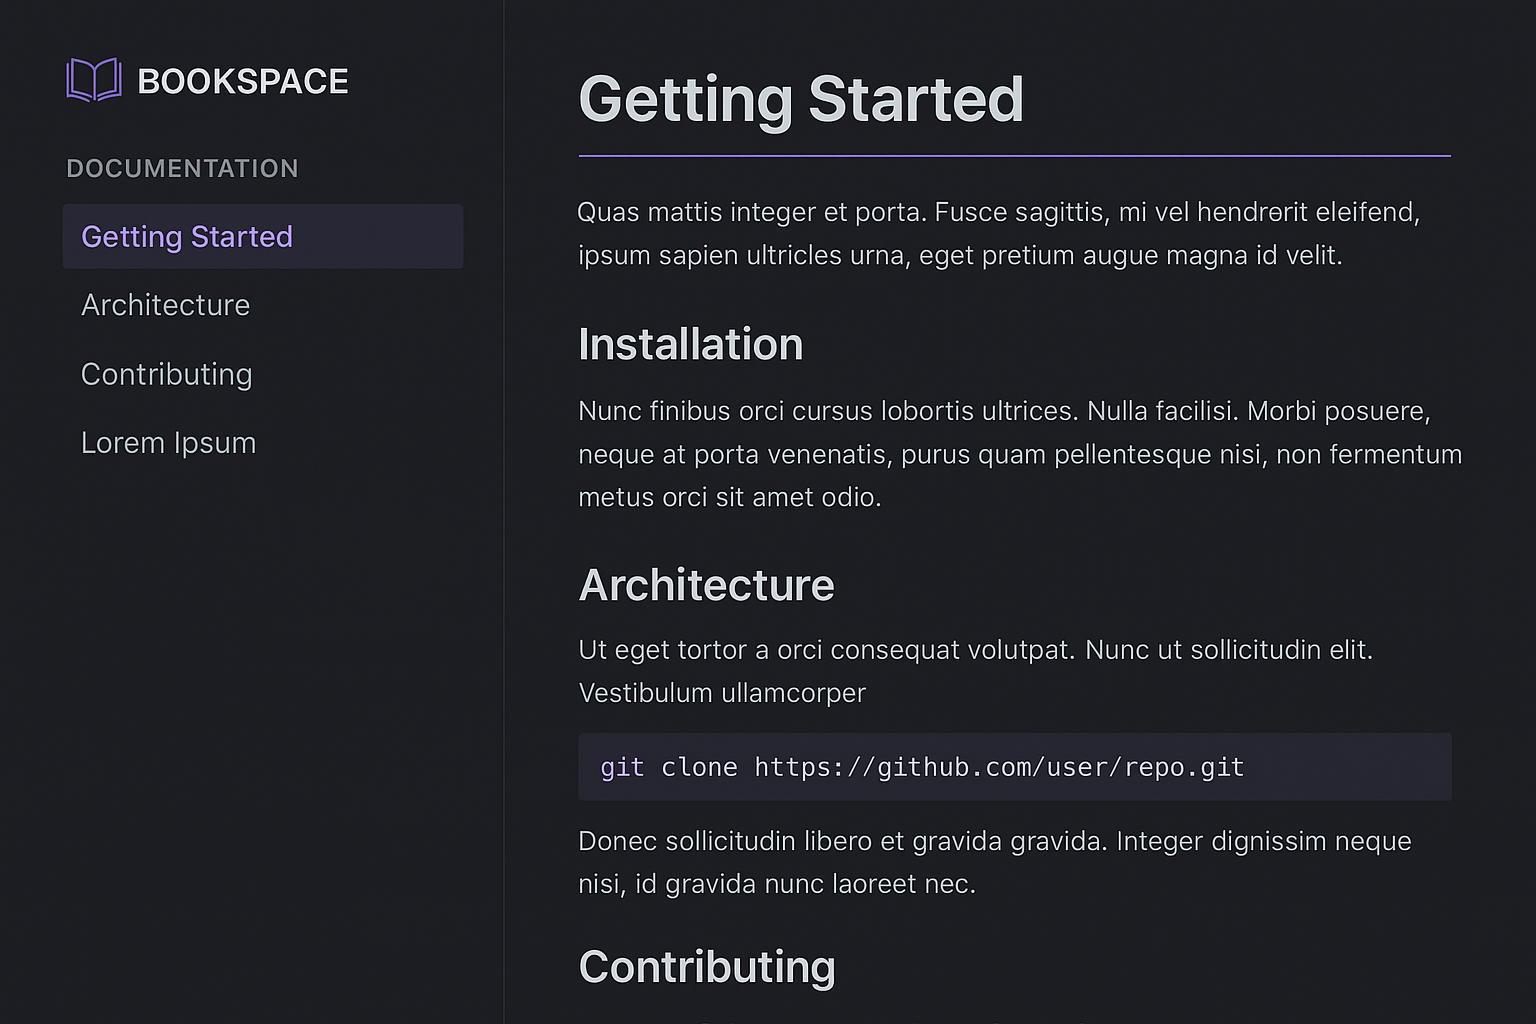 BOOKSPACE
DOCUMENTATION
Getting Started
Architecture
Contributing
Lorem Ipsum
Getting Started
Quas mattis integer et porta. Fusce sagittis, mi vel hendrerit eleifend,
ipsum sapien ultricles urna, eget pretium augue magna id velit.
Installation
Nunc finibus orci cursus lobortis ultrices. Nulla facilisi. Morbi posuere,
neque at porta venenatis, purus quam pellentesque nisi, non fermentum
metus orci sit amet odio.
Architecture
Ut eget tortor a orci consequat volutpat. Nunc ut sollicitudin elit.
Vestibulum ullamcorper
git clone https://github.com/user/repo.git
Donec sollicitudin libero et gravida gravida. Integer dignissim neque
nisi, id gravida nunc laoreet nec.
Contributing